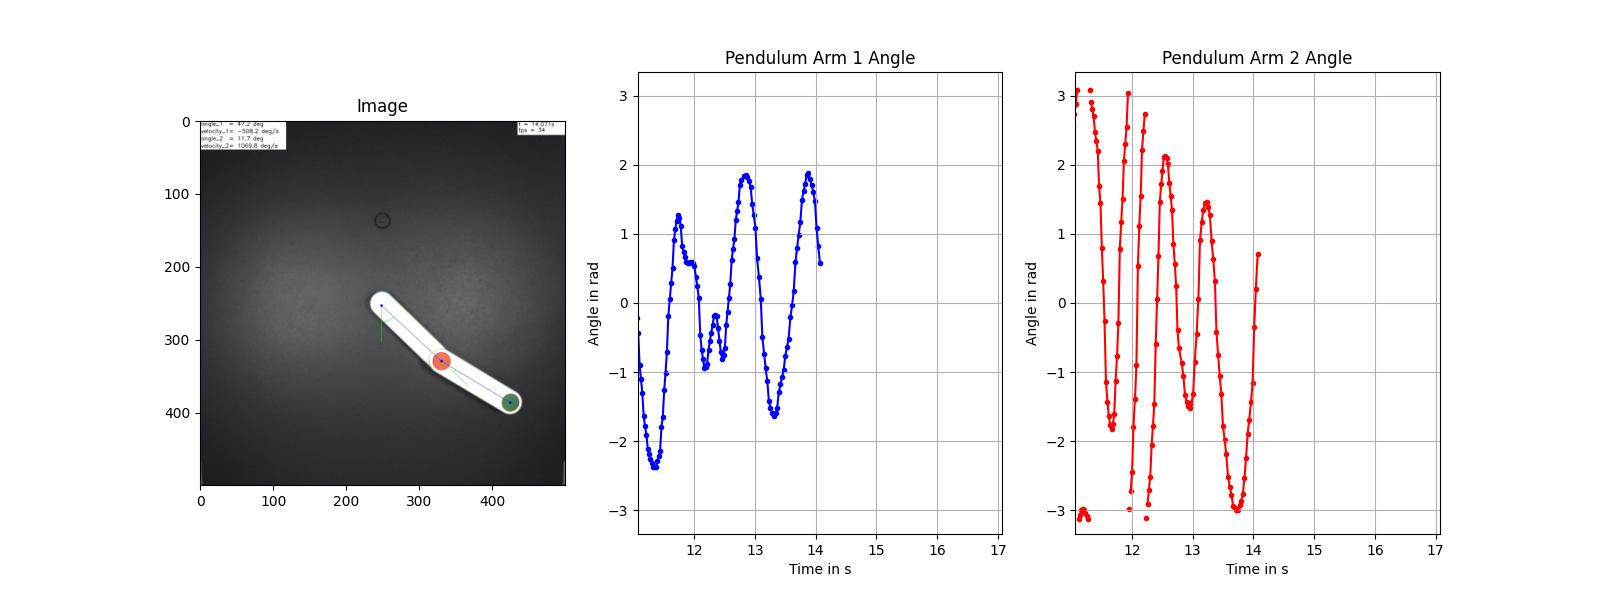 Image
angle_1 = 47.2 deg
velocity_1= -508.2 deg/s
angle_2 = 11.7 deg
velocity_2= 1069.8 deg/s
t = 14.071s
fps = 34
0
100
200
300
400
0 100 200 300 400
Pendulum Arm 1 Angle
Angle in rad
3
2
1
0
−1
−2
−3
12 13 14 15 16 17
Time in s
Pendulum Arm 2 Angle
Angle in rad
3
2
1
0
−1
−2
−3
12 13 14 15 16 17
Time in s